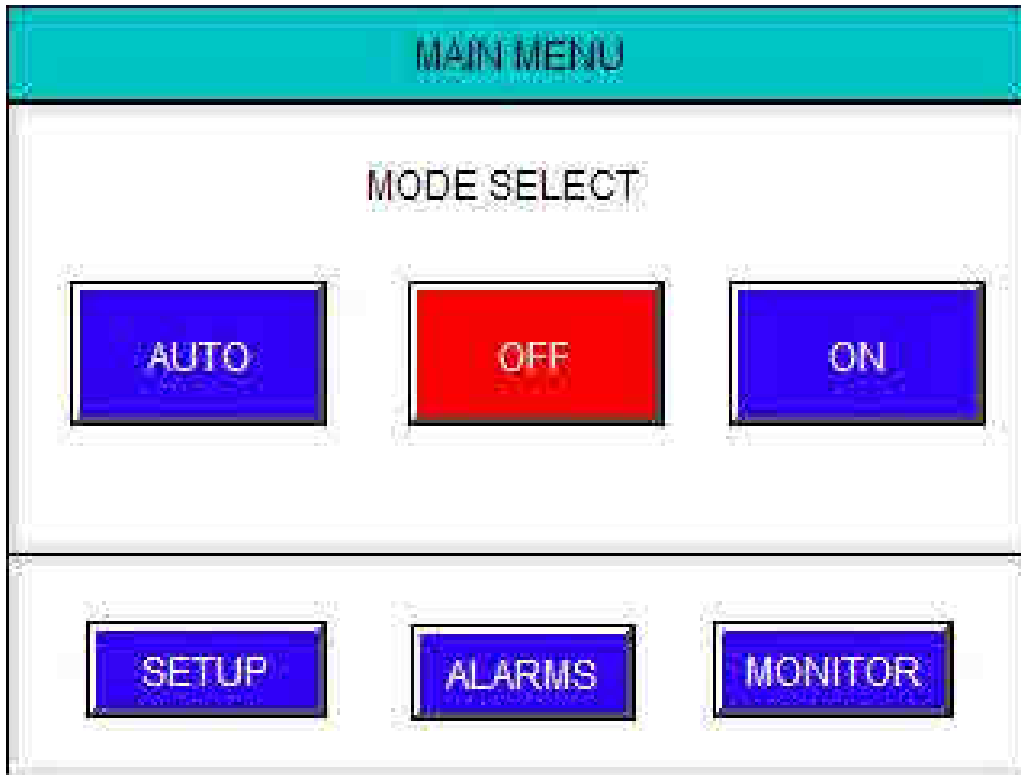 MAIN MENU
MODE SELECT
AUTO OFF ON
SETUP ALARMS MONITOR